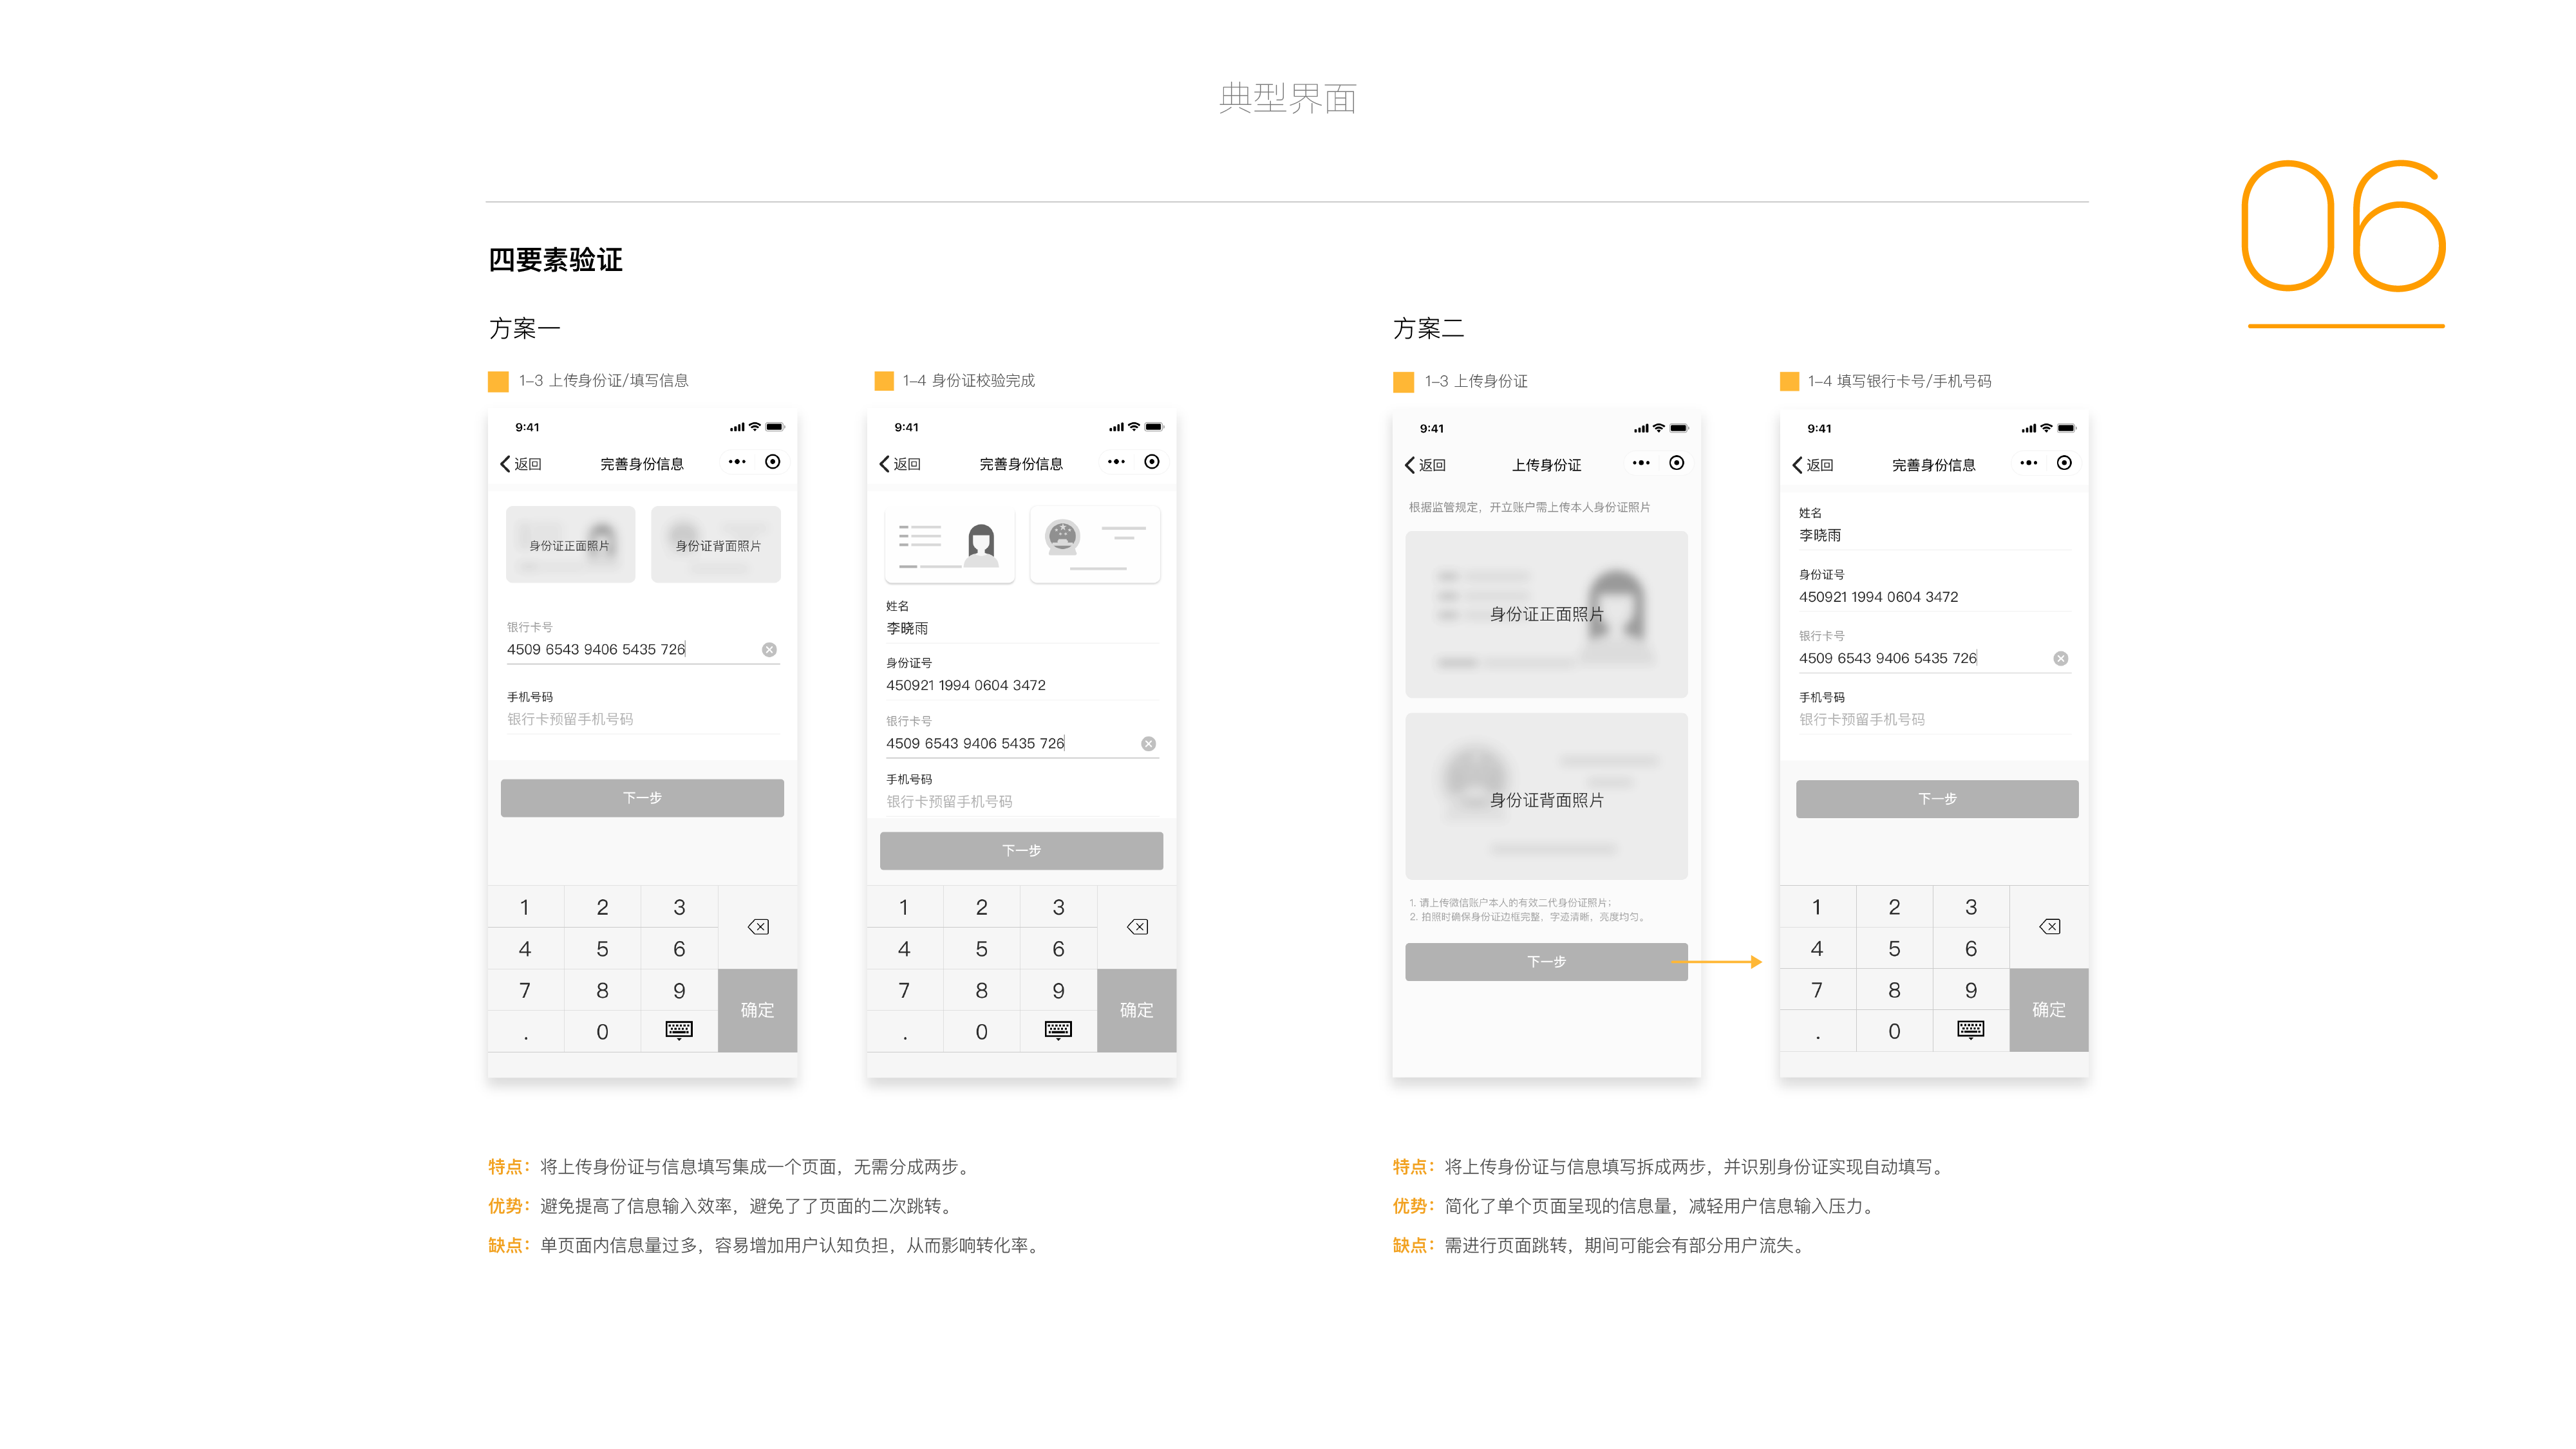 典型界面
06
四要素验证
方案一
1-3 上传身份证/填写信息
9:41
返回
完善身份信息
身份证正面照片
身份证背面照片
银行卡号
4509 6543 9406 5435 726
手机号码
银行卡预留手机号码
下一步
1 2 3
4 5 6
7 8 9
. 0
确定
1-4 身份证校验完成
9:41
返回
完善身份信息
姓名
李晓雨
身份证号
450921 1994 0604 3472
银行卡号
4509 6543 9406 5435 726
手机号码
银行卡预留手机号码
下一步
1 2 3
4 5 6
7 8 9
. 0
确定
特点：将上传身份证与信息填写集成一个页面，无需分成两步。
优势：避免提高了信息输入效率，避免了了页面的二次跳转。
缺点：单页面内信息量过多，容易增加用户认知负担，从而影响转化率。
方案二
1-3 上传身份证
9:41
返回
上传身份证
根据监管规定，开立账户需上传本人身份证照片
身份证正面照片
身份证背面照片
1. 请上传微信账户本人的有效二代身份证照片；
2. 拍照时确保身份证边框完整，字迹清晰，亮度均匀。
下一步
1-4 填写银行卡号/手机号码
9:41
返回
完善身份信息
姓名
李晓雨
身份证号
450921 1994 0604 3472
银行卡号
4509 6543 9406 5435 726
手机号码
银行卡预留手机号码
下一步
1 2 3
4 5 6
7 8 9
. 0
确定
特点：将上传身份证与信息填写拆成两步，并识别身份证实现自动填写。
优势：简化了单个页面呈现的信息量，减轻用户信息输入压力。
缺点：需进行页面跳转，期间可能会有部分用户流失。